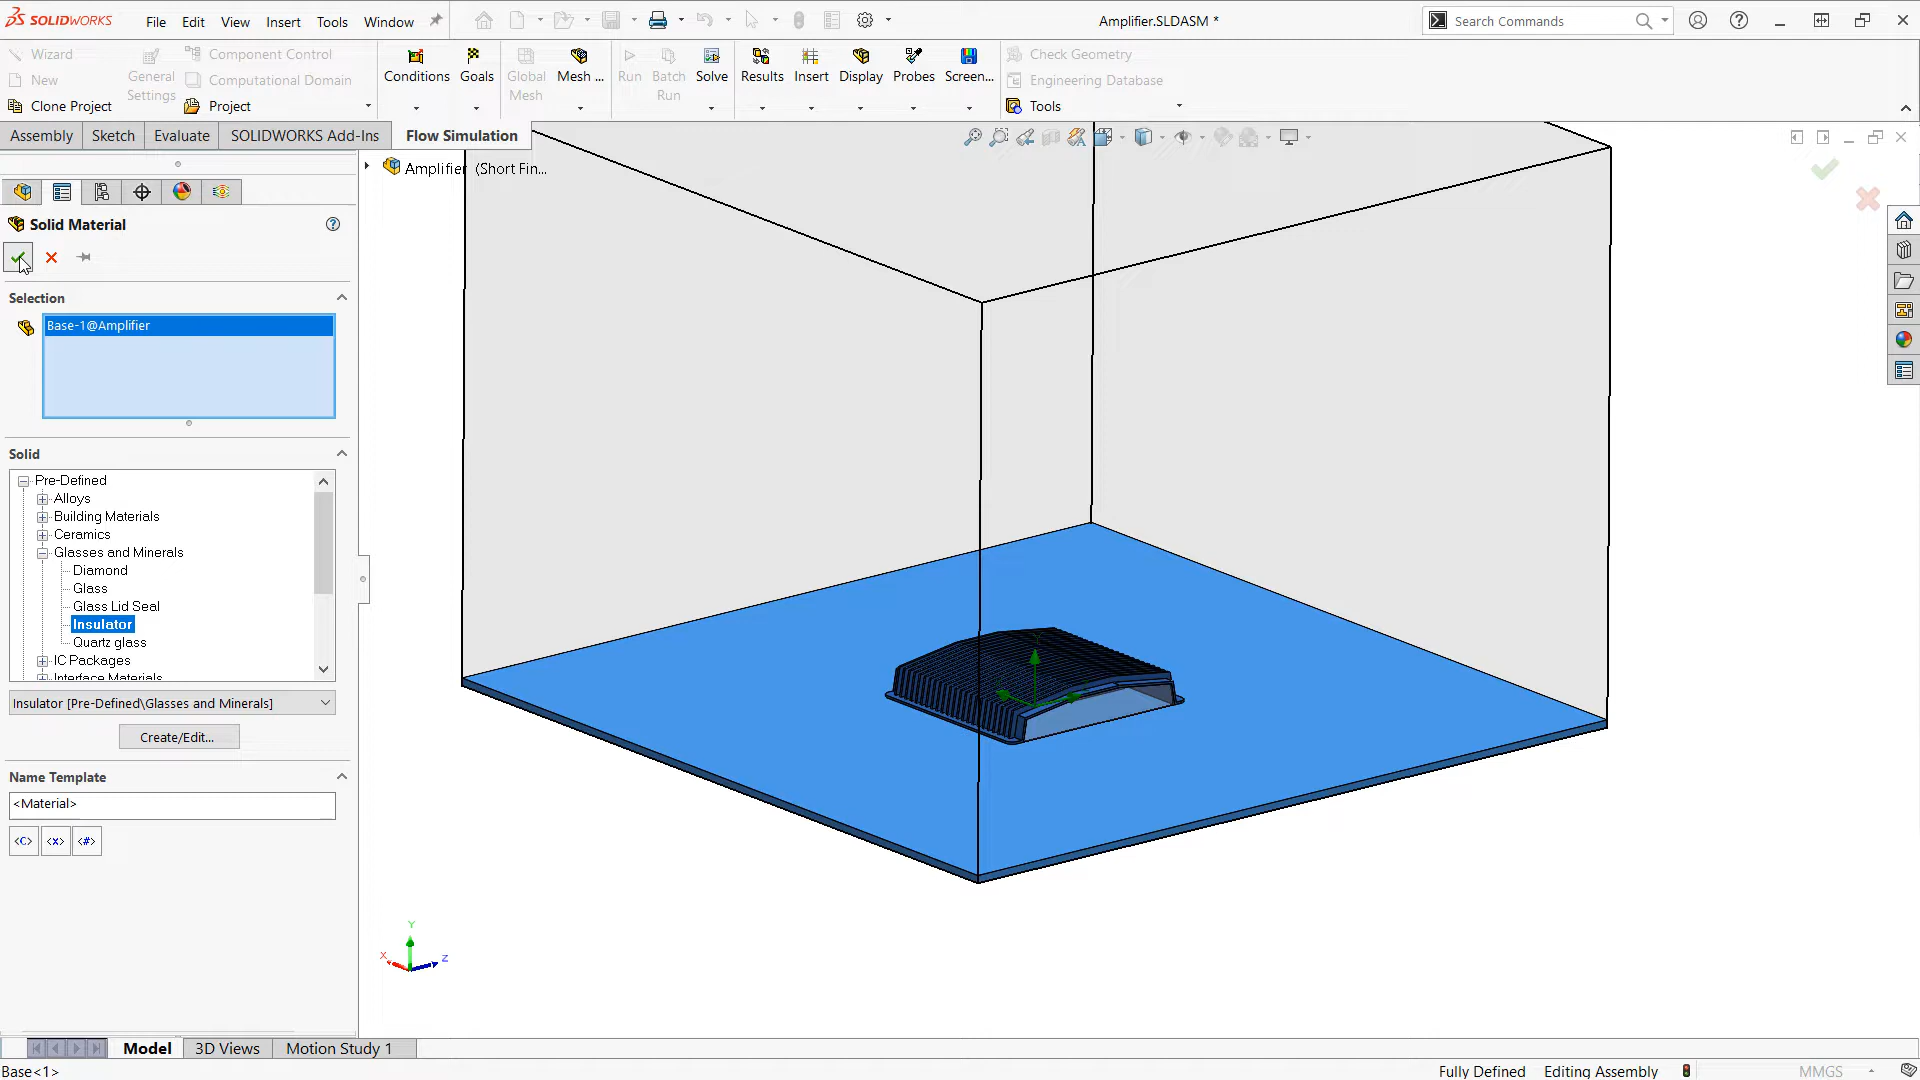 SOLIDWORKS File Edit View Insert Tools Window Amplifier.SLDASM * Search Commands
Wizard
New
Clone Project
General Settings
Component Control
Computational Domain
Project
Conditions
Goals
Global Mesh
Mesh ...
Run
Batch Run
Solve
Results
Insert
Display
Probes
Screen...
Check Geometry
Engineering Database
Tools
Assembly Sketch Evaluate SOLIDWORKS Add-Ins Flow Simulation
Amplifier (Short Fin...
Solid Material
Selection
Base-1@Amplifier
Solid
Pre-Defined
Alloys
Building Materials
Ceramics
Glasses and Minerals
Diamond
Glass
Glass Lid Seal
Insulator
Quartz glass
IC Packages
Interface Materials
Insulator [Pre-Defined\Glasses and Minerals]
Create/Edit...
Name Template
<Material>
<C> <x> <#>
Y
X
Z
Y
Model 3D Views Motion Study 1
Base<1> Fully Defined Editing Assembly MMGS